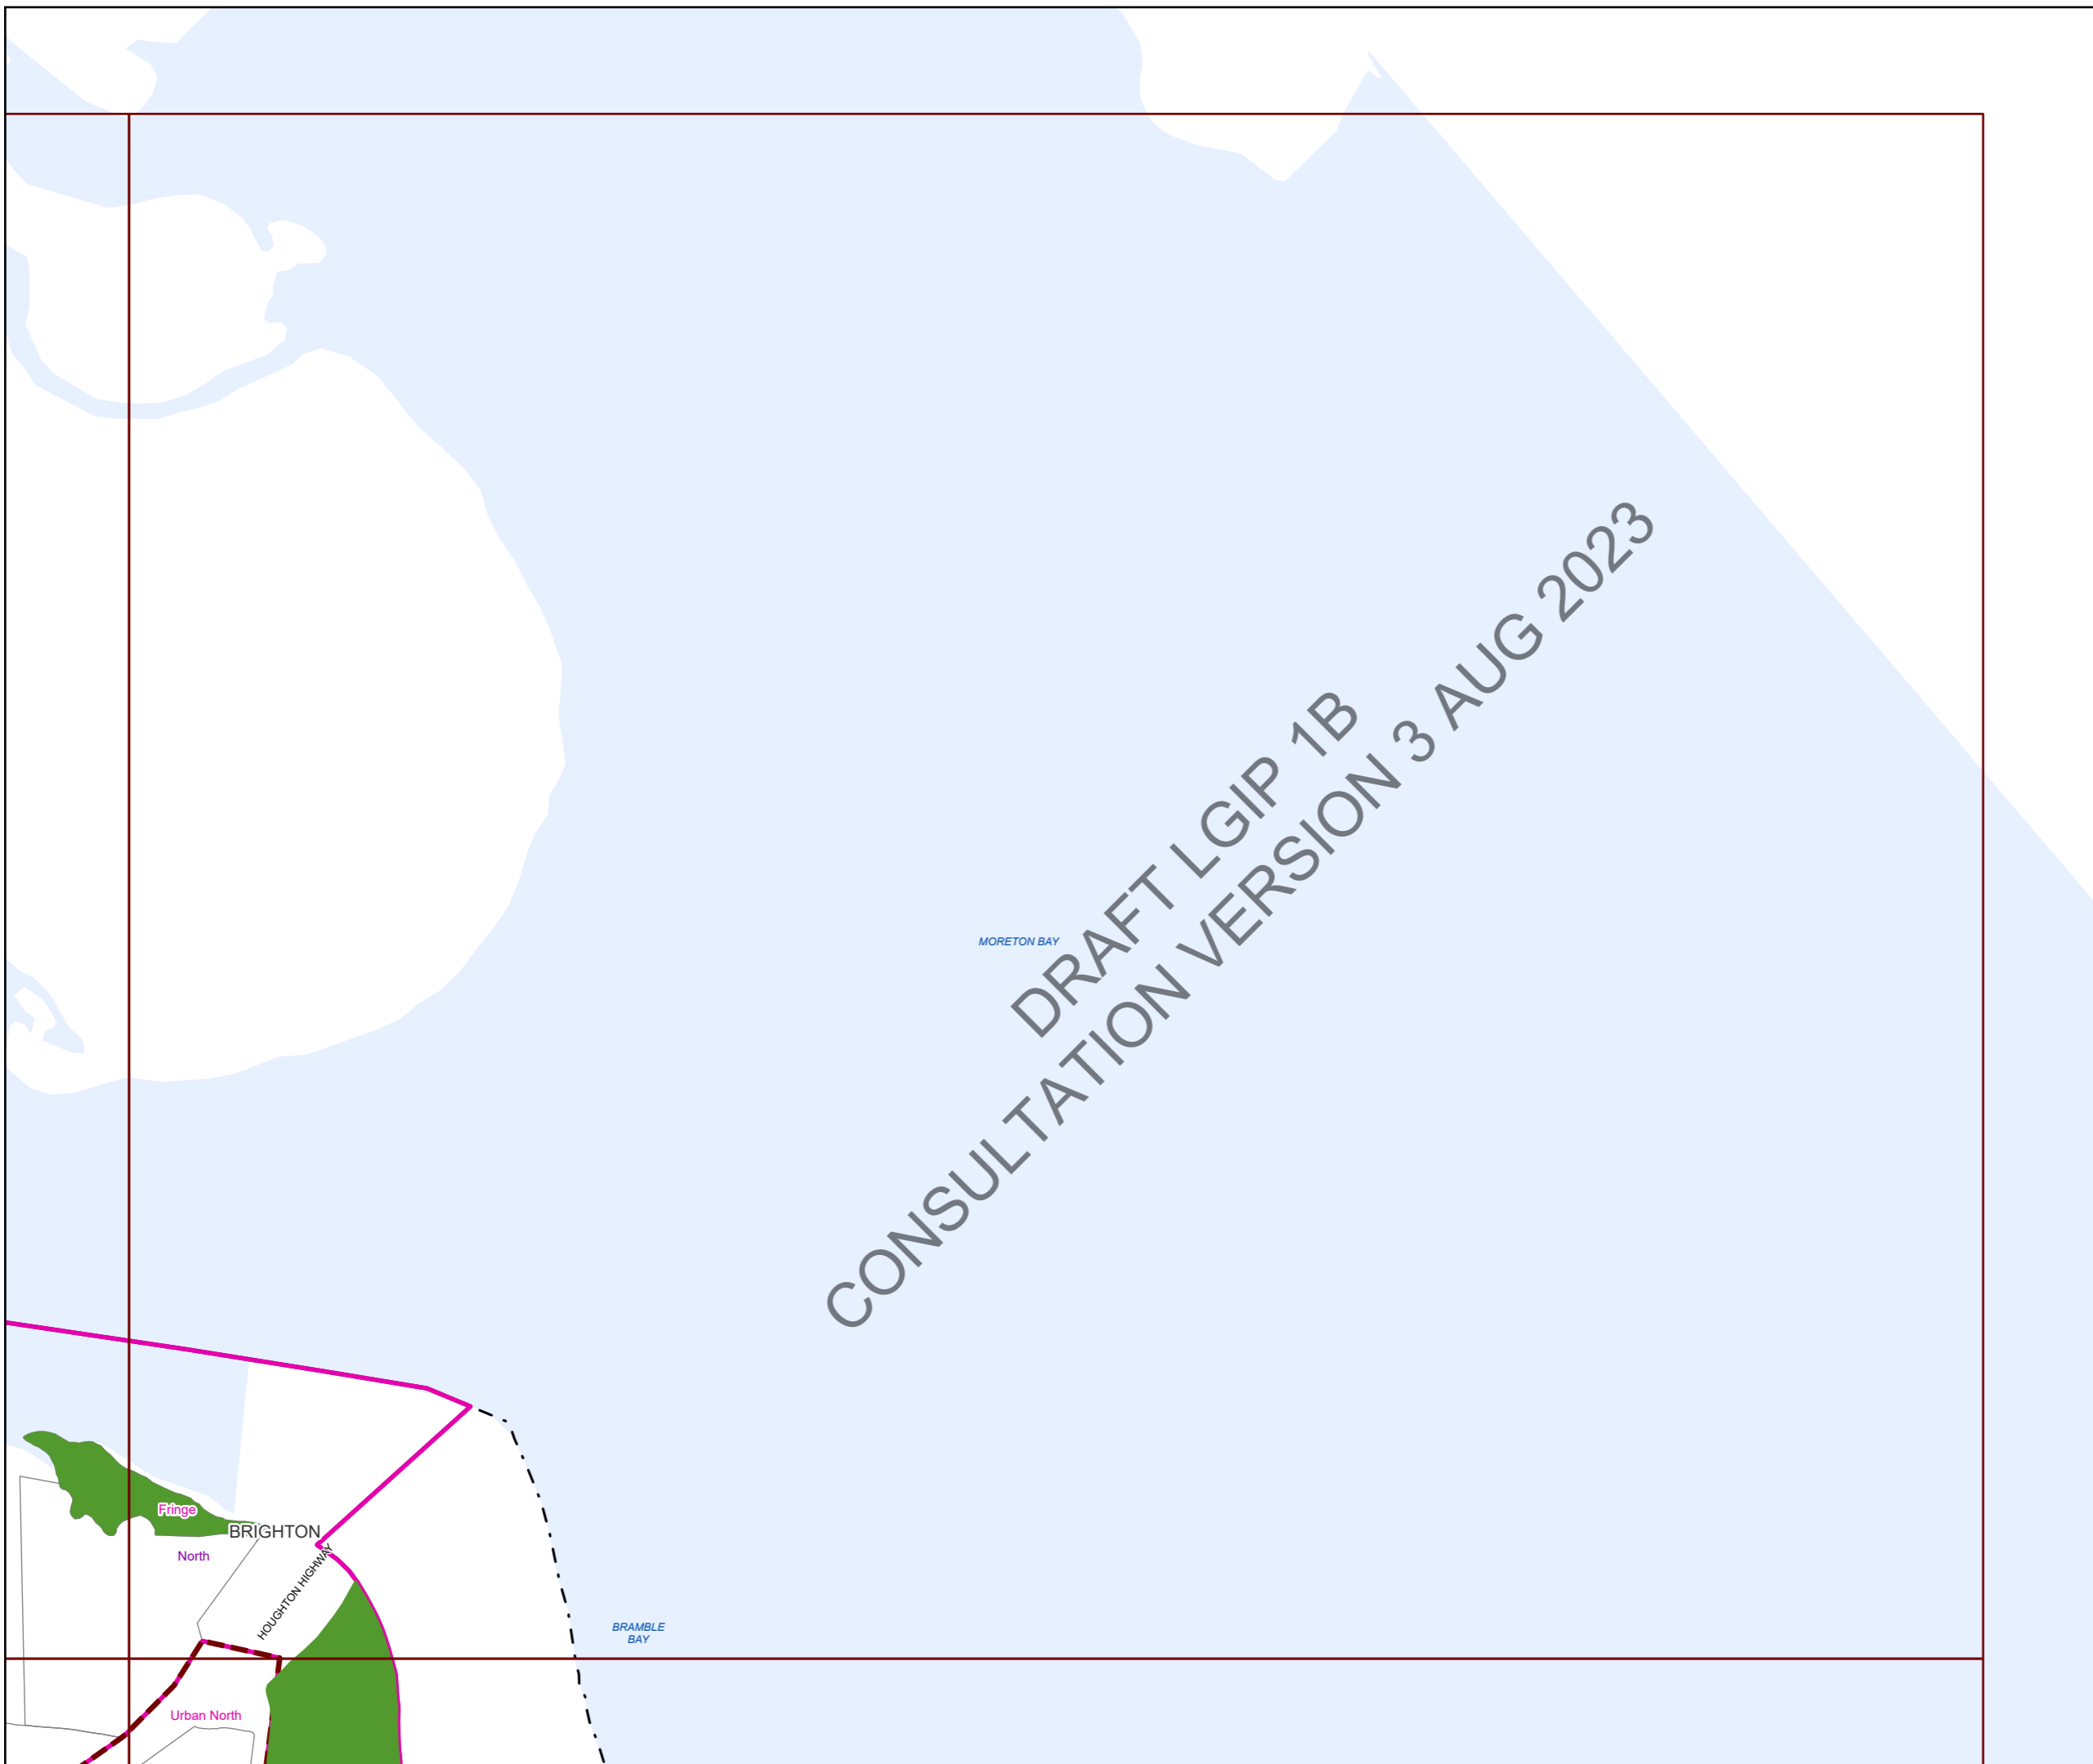 DRAFT LGIP 1B
CONSULTATION VERSION 3 AUG 2023
MORETON BAY
Fringe
BRIGHTON
North
HOUGHTON HIGHWAY
BRAMBLE
BAY
Urban North